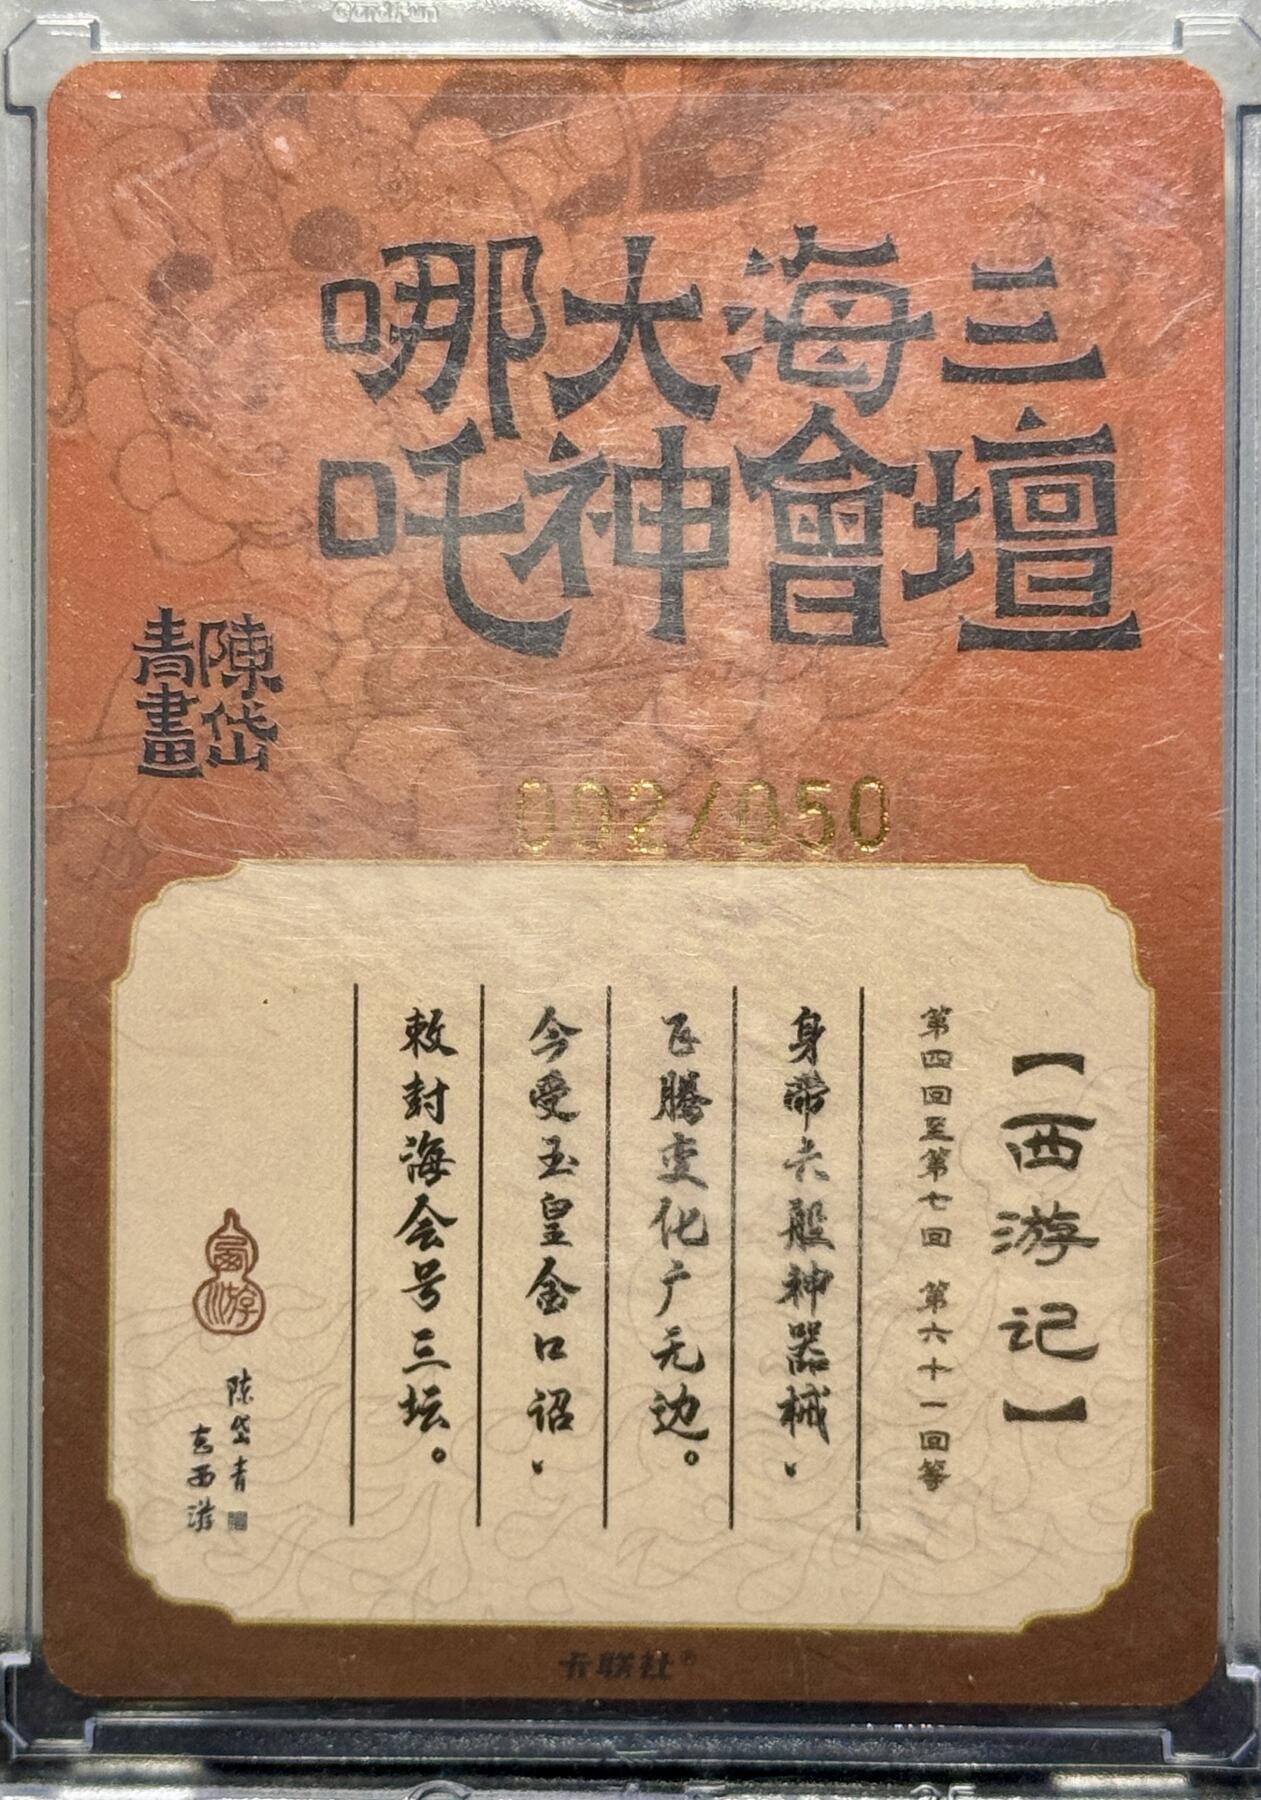 CardFun
三壇
海會
大神
哪吒
陳岱
青畫
002/050
【西游记】
第四回至第七回 第六十一回等
身帶六般神器械，
飞腾变化广无边。
今受玉皇金口诏，
敕封海会号三坛。
陈岱青
西游
卡联社®